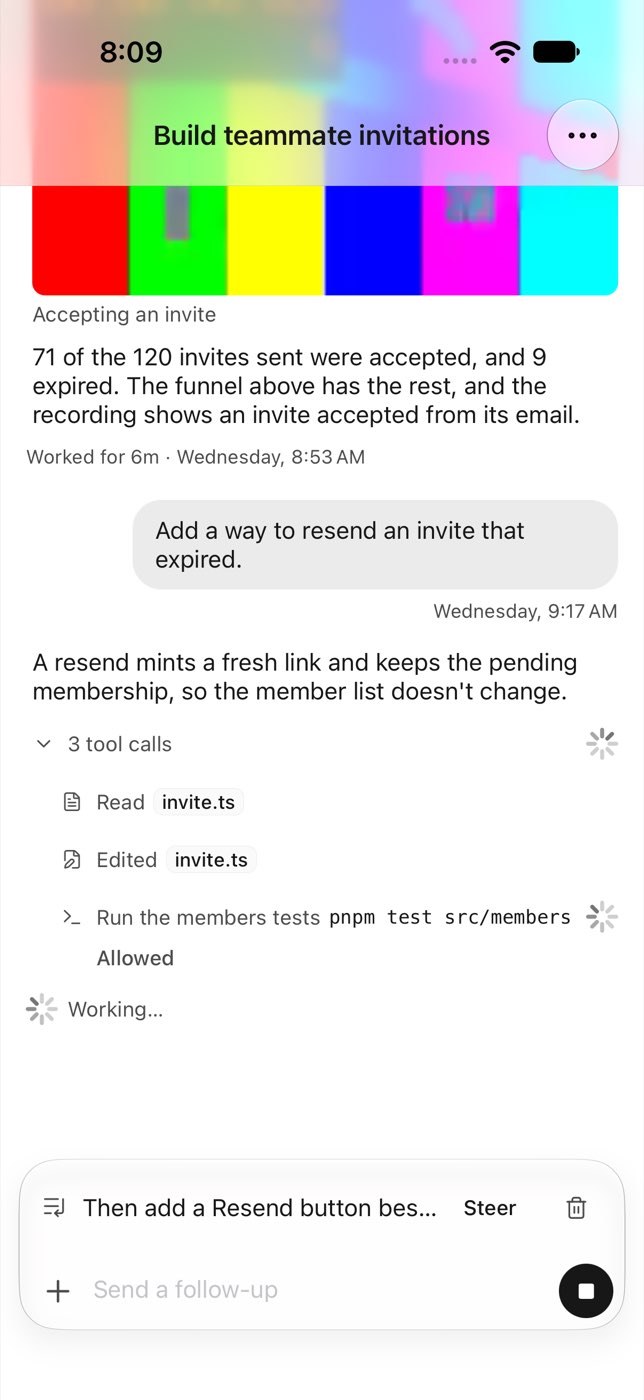 8:09
Build teammate invitations
Accepting an invite
71 of the 120 invites sent were accepted, and 9
expired. The funnel above has the rest, and the
recording shows an invite accepted from its email.
Worked for 6m · Wednesday, 8:53 AM
Add a way to resend an invite that
expired.
Wednesday, 9:17 AM
A resend mints a fresh link and keeps the pending
membership, so the member list doesn't change.
3 tool calls
Read invite.ts
Edited invite.ts
Run the members tests pnpm test src/members
Allowed
Working...
Then add a Resend button bes... Steer
Send a follow-up